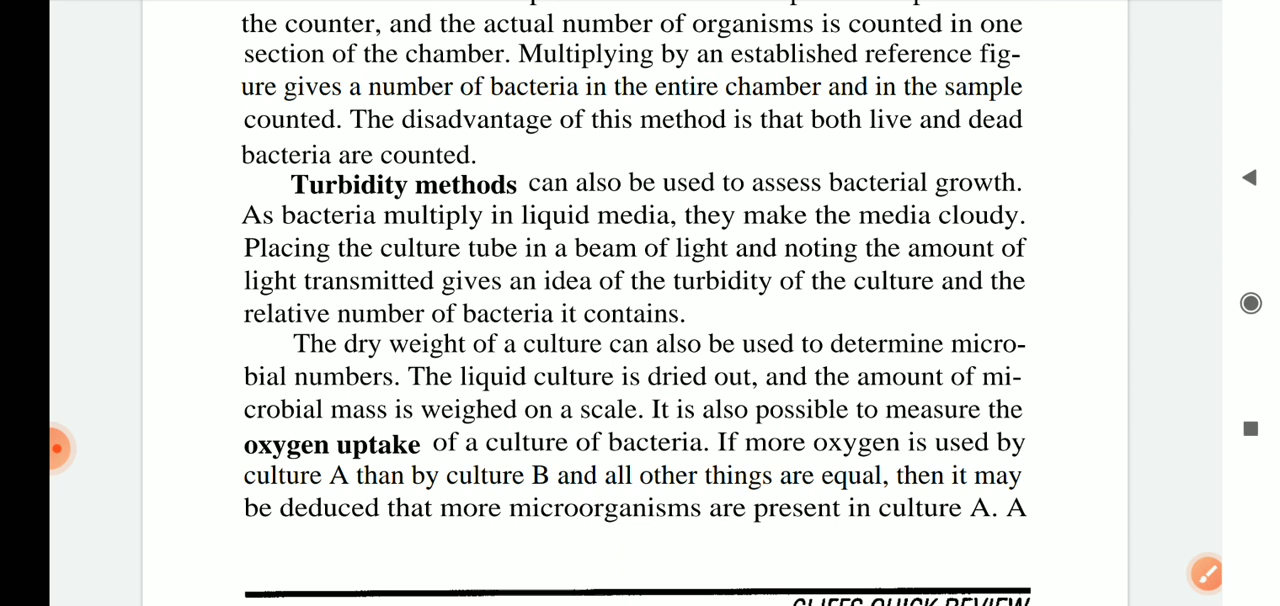 the counter, and the actual number of organisms is counted in one
section of the chamber. Multiplying by an established reference fig-
ure gives a number of bacteria in the entire chamber and in the sample
counted. The disadvantage of this method is that both live and dead
bacteria are counted.
Turbidity methods can also be used to assess bacterial growth.
As bacteria multiply in liquid media, they make the media cloudy.
Placing the culture tube in a beam of light and noting the amount of
light transmitted gives an idea of the turbidity of the culture and the
relative number of bacteria it contains.
The dry weight of a culture can also be used to determine micro-
bial numbers. The liquid culture is dried out, and the amount of mi-
crobial mass is weighed on a scale. It is also possible to measure the
oxygen uptake of a culture of bacteria. If more oxygen is used by
culture A than by culture B and all other things are equal, then it may
be deduced that more microorganisms are present in culture A. A
CLIFFS QUICK REVIEW